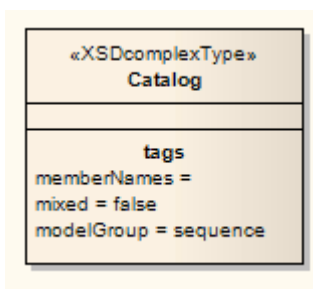 «XSDcomplexType»
Catalog
tags
memberNames =
mixed = false
modelGroup = sequence